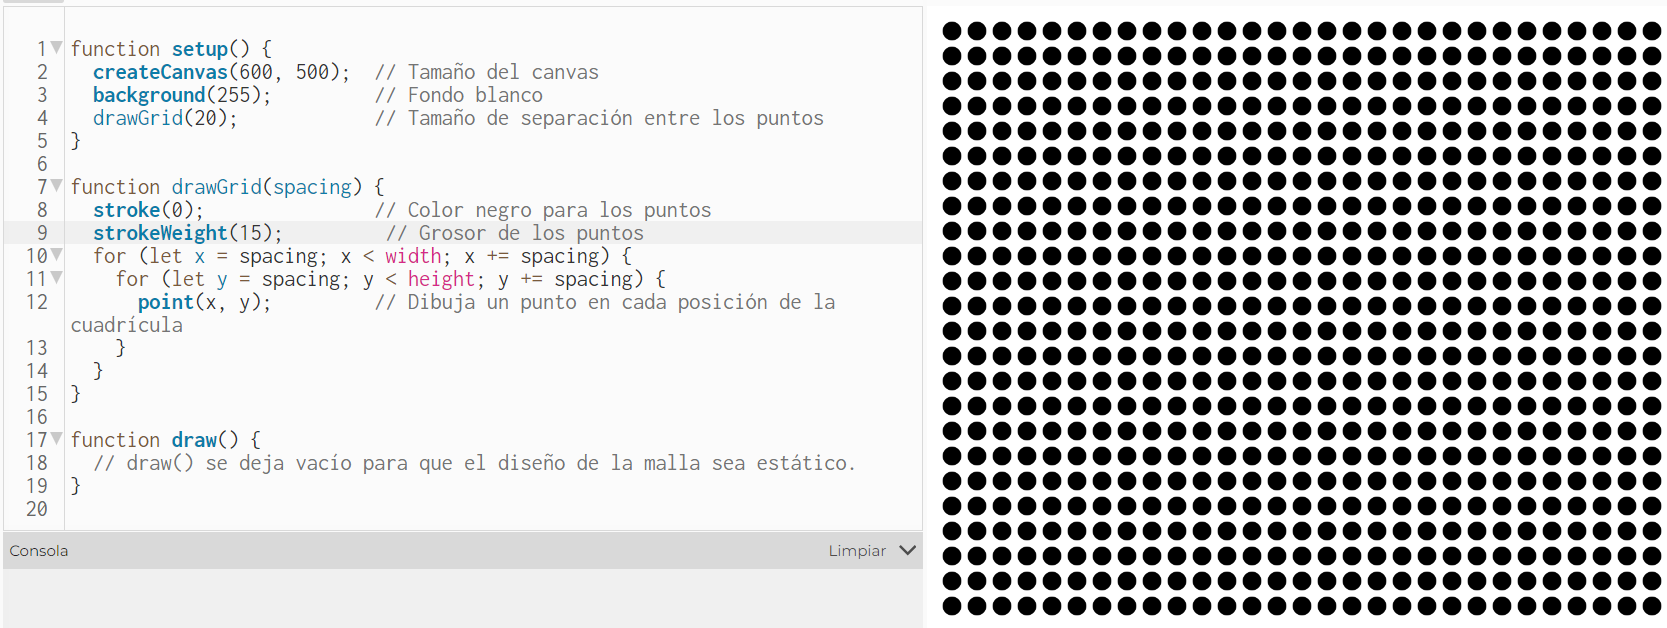 1 function setup() {
2 createCanvas(600, 500); // Tamaño del canvas
3 background(255); // Fondo blanco
4 drawGrid(20); // Tamaño de separación entre los puntos
5 }
6
7 function drawGrid(spacing) {
8 stroke(0); // Color negro para los puntos
9 strokeWeight(15); // Grosor de los puntos
10 for (let x = spacing; x < width; x += spacing) {
11 for (let y = spacing; y < height; y += spacing) {
12 point(x, y); // Dibuja un punto en cada posición de la
cuadrícula
13 }
14 }
15 }
16
17 function draw() {
18 // draw() se deja vacío para que el diseño de la malla sea estático.
19 }
20
Consola Limpiar